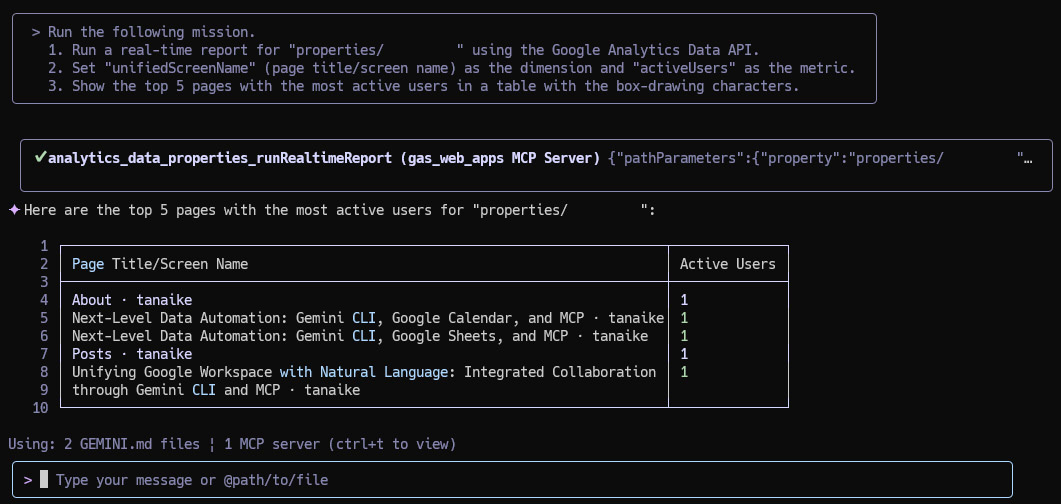 > Run the following mission.
1. Run a real-time report for "properties/         " using the Google Analytics Data API.
2. Set "unifiedScreenName" (page title/screen name) as the dimension and "activeUsers" as the metric.
3. Show the top 5 pages with the most active users in a table with the box-drawing characters.
✔analytics_data_properties_runRealtimeReport (gas_web_apps MCP Server) {"pathParameters":{"property":"properties/         "…
✦ Here are the top 5 pages with the most active users for "properties/         ":
1
2 Page Title/Screen Name Active Users
3
4 About · tanaike 1
5 Next-Level Data Automation: Gemini CLI, Google Calendar, and MCP · tanaike 1
6 Next-Level Data Automation: Gemini CLI, Google Sheets, and MCP · tanaike 1
7 Posts · tanaike 1
8 Unifying Google Workspace with Natural Language: Integrated Collaboration 1
9 through Gemini CLI and MCP · tanaike
10
Using: 2 GEMINI.md files ¦ 1 MCP server (ctrl+t to view)
> Type your message or @path/to/file